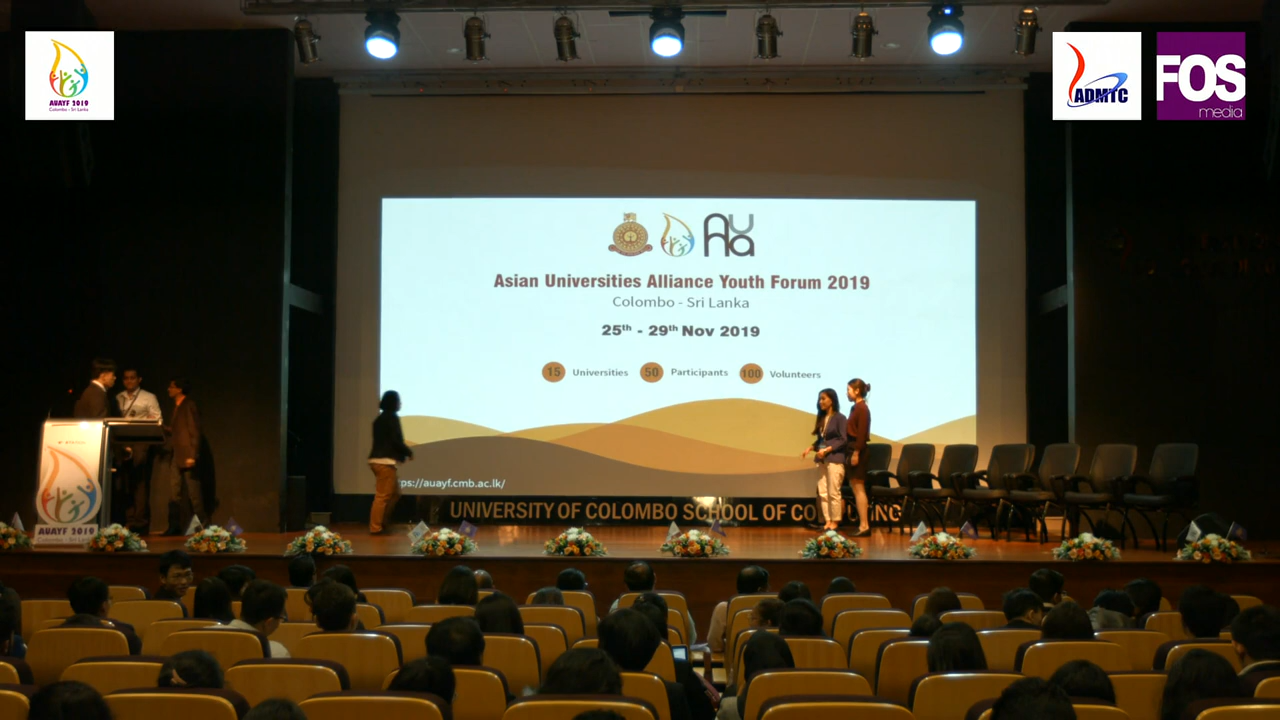 AUAYF 2019
Colombo - Sri Lanka
ADMTC
FOS
media
AUa
Asian Universities Alliance Youth Forum 2019
Colombo - Sri Lanka
25th - 29th Nov 2019
15 Universities 50 Participants 100 Volunteers
ps://auayf.cmb.ac.lk/
UNIVERSITY OF COLOMBO SCHOOL OF CO ING
AUAYF 2019